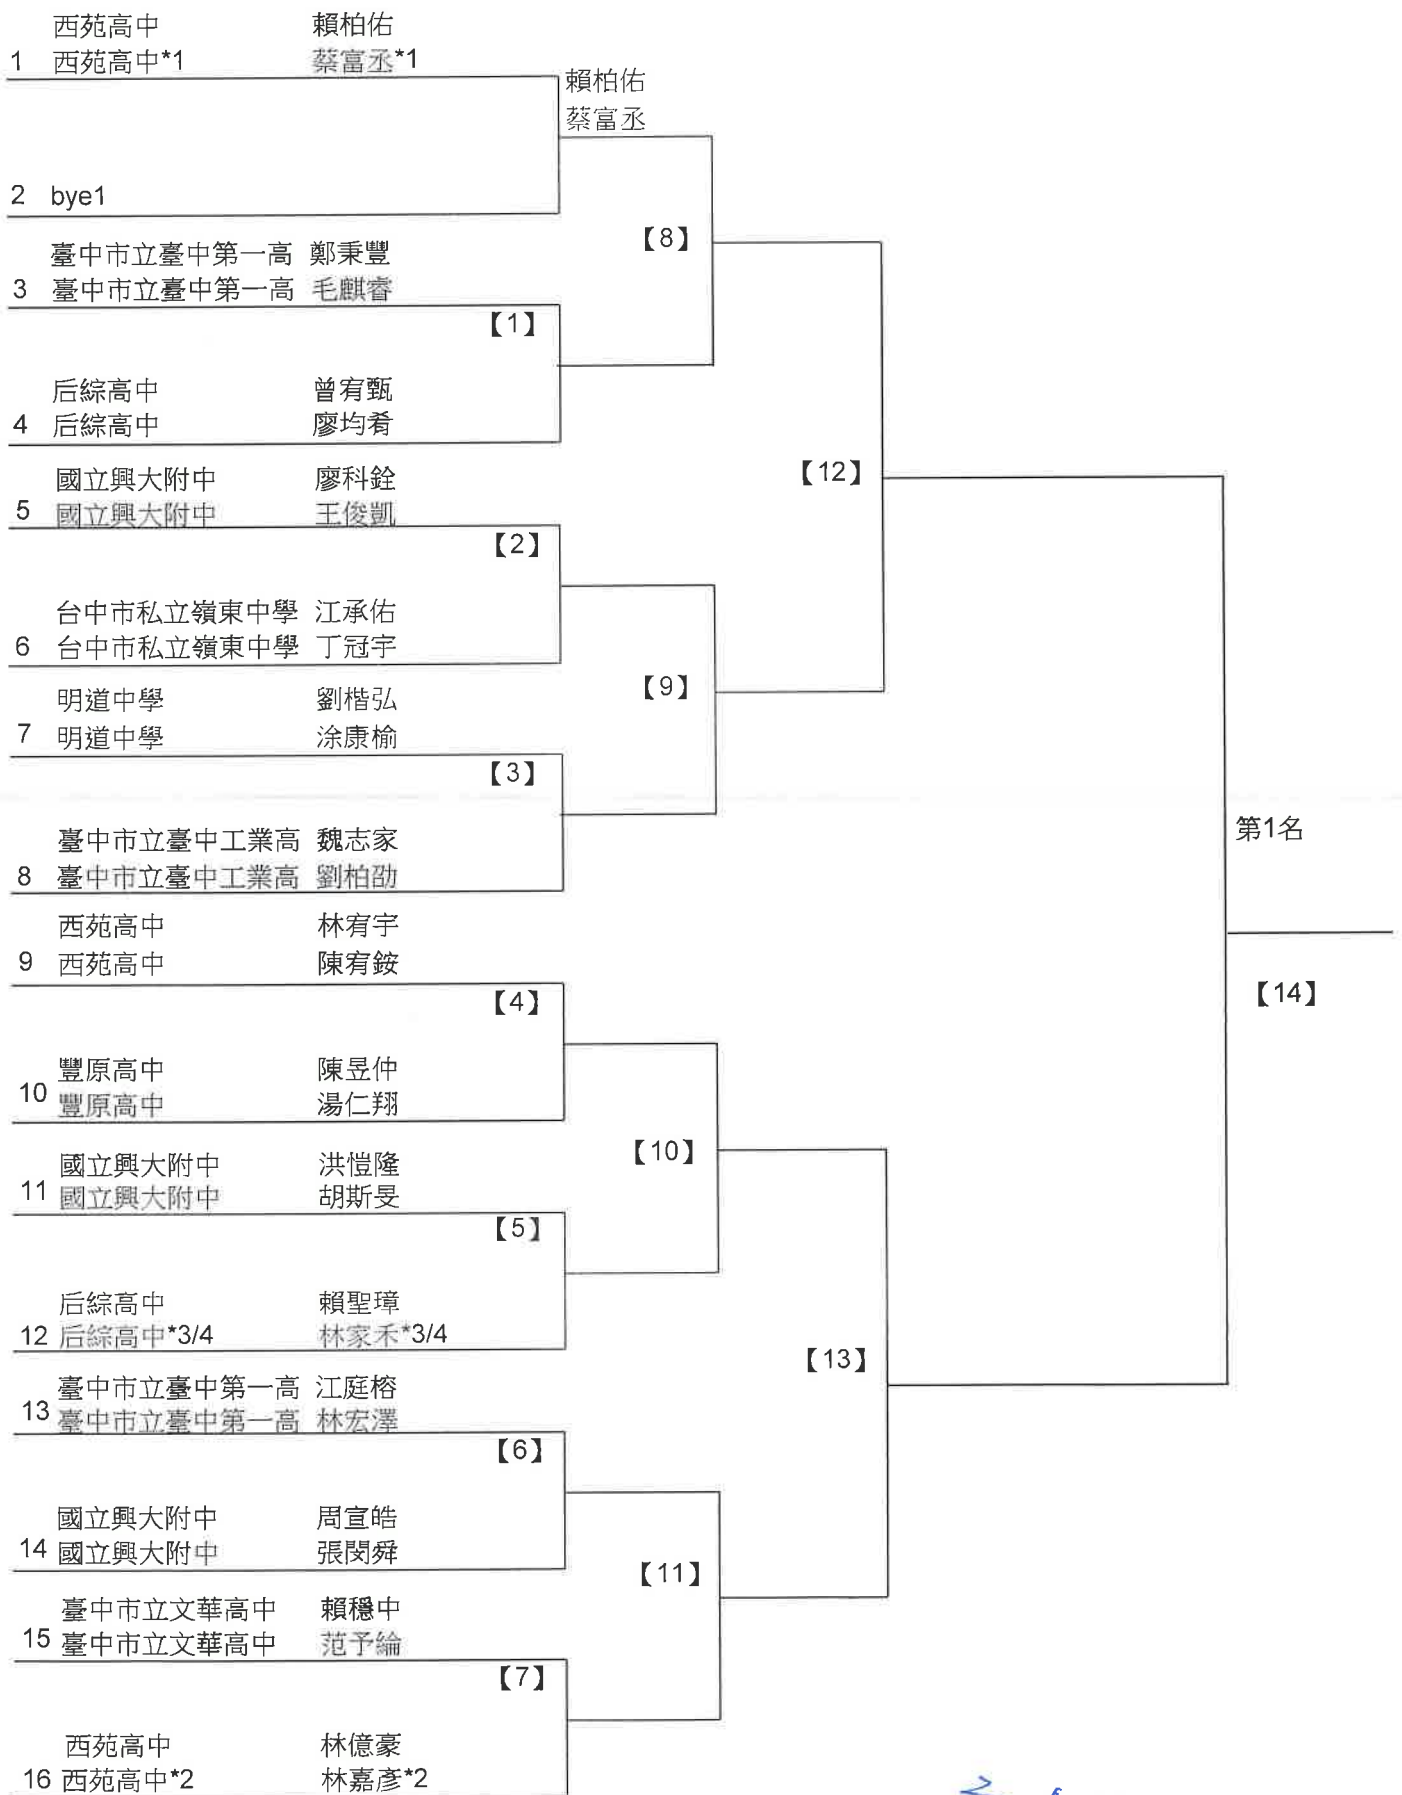 西苑高中 賴柏佑
1 西苑高中*1 蔡富丞*1
賴柏佑
蔡富丞
2 bye1
【8】
臺中市立臺中第一高 鄭秉豐
3 臺中市立臺中第一高 毛麒睿
【1】
后綜高中 曾宥甄
4 后綜高中 廖均肴
【12】
國立興大附中 廖科銓
5 國立興大附中 王俊凱
【2】
台中市私立嶺東中學 江承佑
6 台中市私立嶺東中學 丁冠宇
【9】
明道中學 劉楷弘
7 明道中學 涂康榆
【3】
臺中市立臺中工業高 魏志家
8 臺中市立臺中工業高 劉柏劭
第1名
西苑高中 林宥宇
9 西苑高中 陳宥銨
【4】
【14】
豐原高中 陳昱仲
10 豐原高中 湯仁翔
【10】
國立興大附中 洪愷隆
11 國立興大附中 胡斯旻
【5】
后綜高中 賴聖璋
12 后綜高中*3/4 林家禾*3/4
【13】
臺中市立臺中第一高 江庭榕
13 臺中市立臺中第一高 林宏澤
【6】
國立興大附中 周宣皓
14 國立興大附中 張閔舜
【11】
臺中市立文華高中 賴穩中
15 臺中市立文華高中 范予綸
【7】
西苑高中 林億豪
16 西苑高中*2 林嘉彥*2